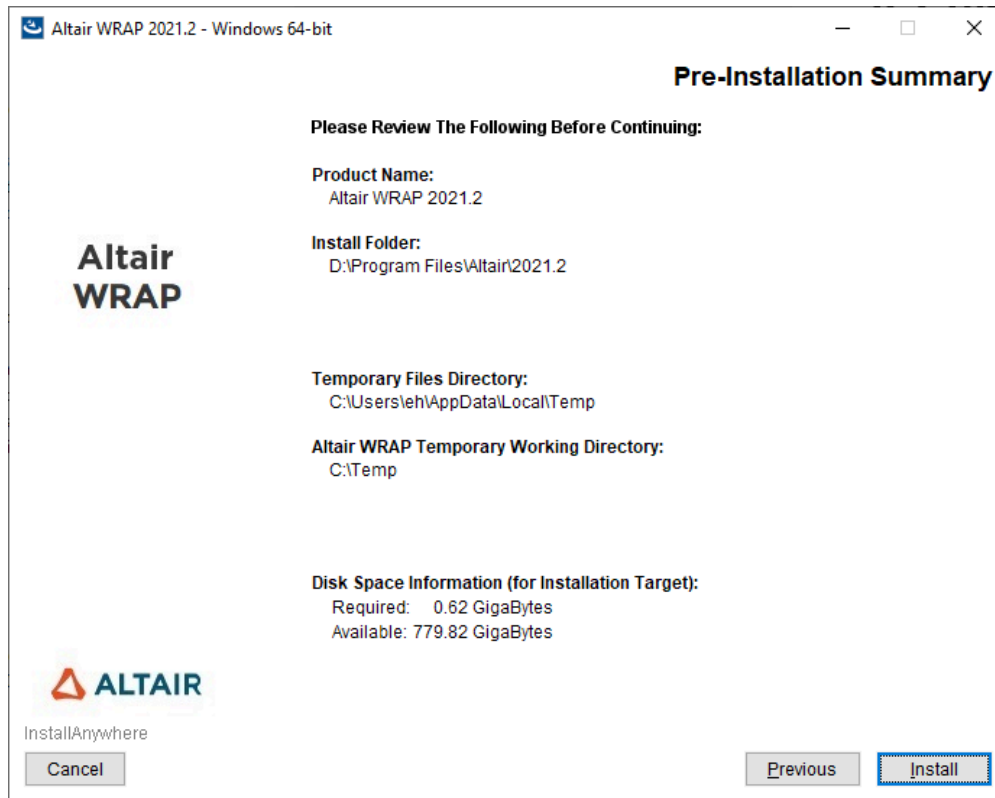 Altair WRAP 2021.2 - Windows 64-bit
Pre-Installation Summary
Please Review The Following Before Continuing:
Product Name:
Altair WRAP 2021.2
Install Folder:
D:\Program Files\Altair\2021.2
Altair
WRAP
Temporary Files Directory:
C:\Users\eh\AppData\Local\Temp
Altair WRAP Temporary Working Directory:
C:\Temp
Disk Space Information (for Installation Target):
Required: 0.62 GigaBytes
Available: 779.82 GigaBytes
ALTAIR
InstallAnywhere
Cancel
Previous
Install